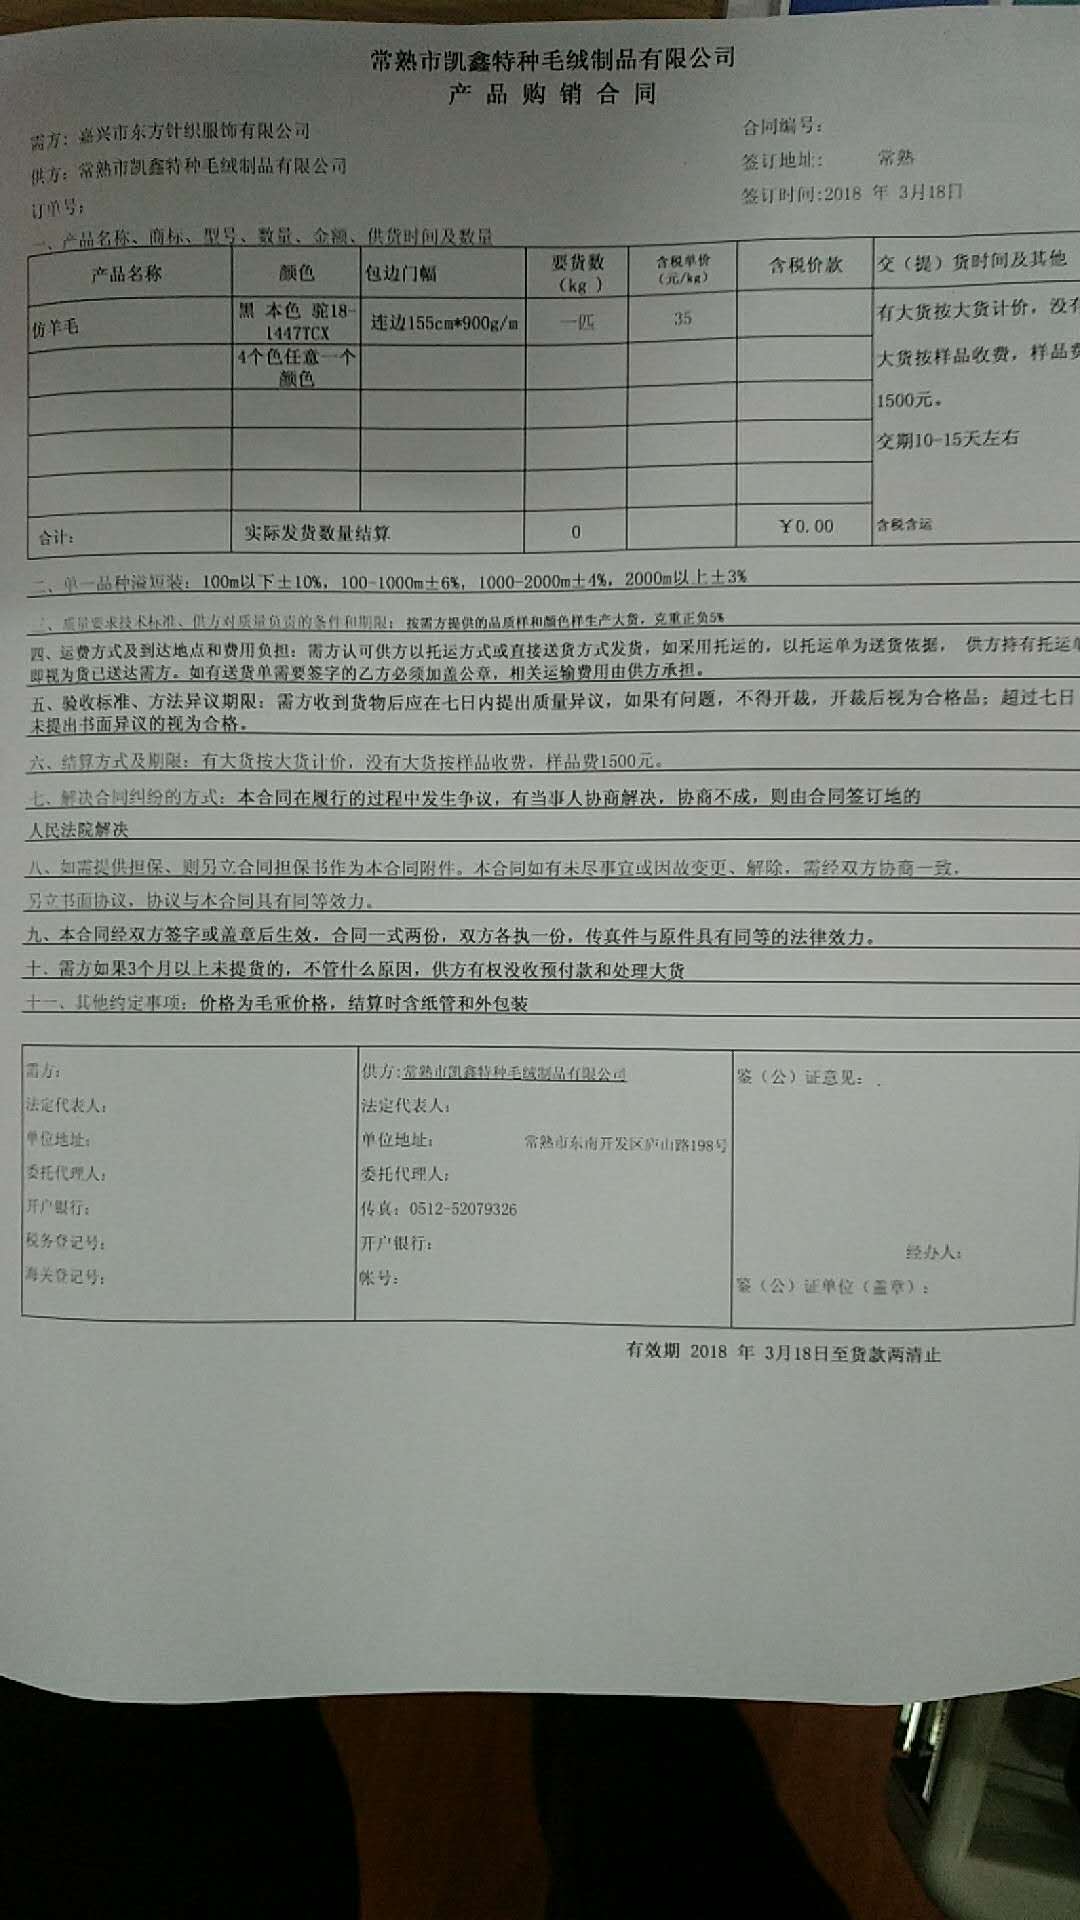 常熟市凯鑫特种毛绒制品有限公司
产品购销合同
需方: 嘉兴市东方针织服饰有限公司
合同编号:
供方: 常熟市凯鑫特种毛绒制品有限公司
签订地址: 常熟
订单号:
签订时间:2018 年 3月18日
一、产品名称、商标、型号、数量、金额、供货时间及数量
产品名称 颜色 包边门幅 要货数(kg ) 含税单价(元/kg) 含税价款 交(提)货时间及其他
仿羊毛 黑 本色 驼18-1447TCX 连边155cm*900g/m 一匹 35
4个色任意一个颜色
有大货按大货计价，没有
大货按样品收费，样品费
1500元。
交期10-15天左右
合计: 实际发货数量结算 0 ￥0.00 含税含运
二、单一品种溢短装: 100m以下±10%, 100-1000m±6%, 1000-2000m±4%, 2000m以上±3%
三、质量要求技术标准、供方对质量负责的条件和期限: 按需方提供的品质样和颜色样生产大货，克重正负5%
四、运费方式及到达地点和费用负担: 需方认可供方以托运方式或直接送货方式发货，如采用托运的，以托运单为送货依据， 供方持有托运单
即视为货已送达需方。如有送货单需要签字的乙方必须加盖公章，相关运输费用由供方承担。
五、验收标准、方法异议期限: 需方收到货物后应在七日内提出质量异议，如果有问题，不得开裁，开裁后视为合格品; 超过七日
未提出书面异议的视为合格。
六、结算方式及期限: 有大货按大货计价，没有大货按样品收费，样品费1500元。
七、解决合同纠纷的方式: 本合同在履行的过程中发生争议，有当事人协商解决，协商不成，则由合同签订地的
人民法院解决
八、如需提供担保、则另立合同担保书作为本合同附件。本合同如有未尽事宜或因故变更、解除，需经双方协商一致，
另立书面协议，协议与本合同具有同等效力。
九、本合同经双方签字或盖章后生效，合同一式两份，双方各执一份，传真件与原件具有同等的法律效力。
十、需方如果3个月以上未提货的，不管什么原因，供方有权没收预付款和处理大货
十一、其他约定事项: 价格为毛重价格，结算时含纸管和外包装
需方:
法定代表人:
单位地址:
委托代理人:
开户银行:
税务登记号:
海关登记号:
供方:常熟市凯鑫特种毛绒制品有限公司
法定代表人:
单位地址: 常熟市东南开发区庐山路198号
委托代理人:
传真: 0512-52079326
开户银行:
帐号:
鉴（公）证意见:
经办人:
鉴（公）证单位（盖章）:
有效期 2018 年 3月18日至货款两清止